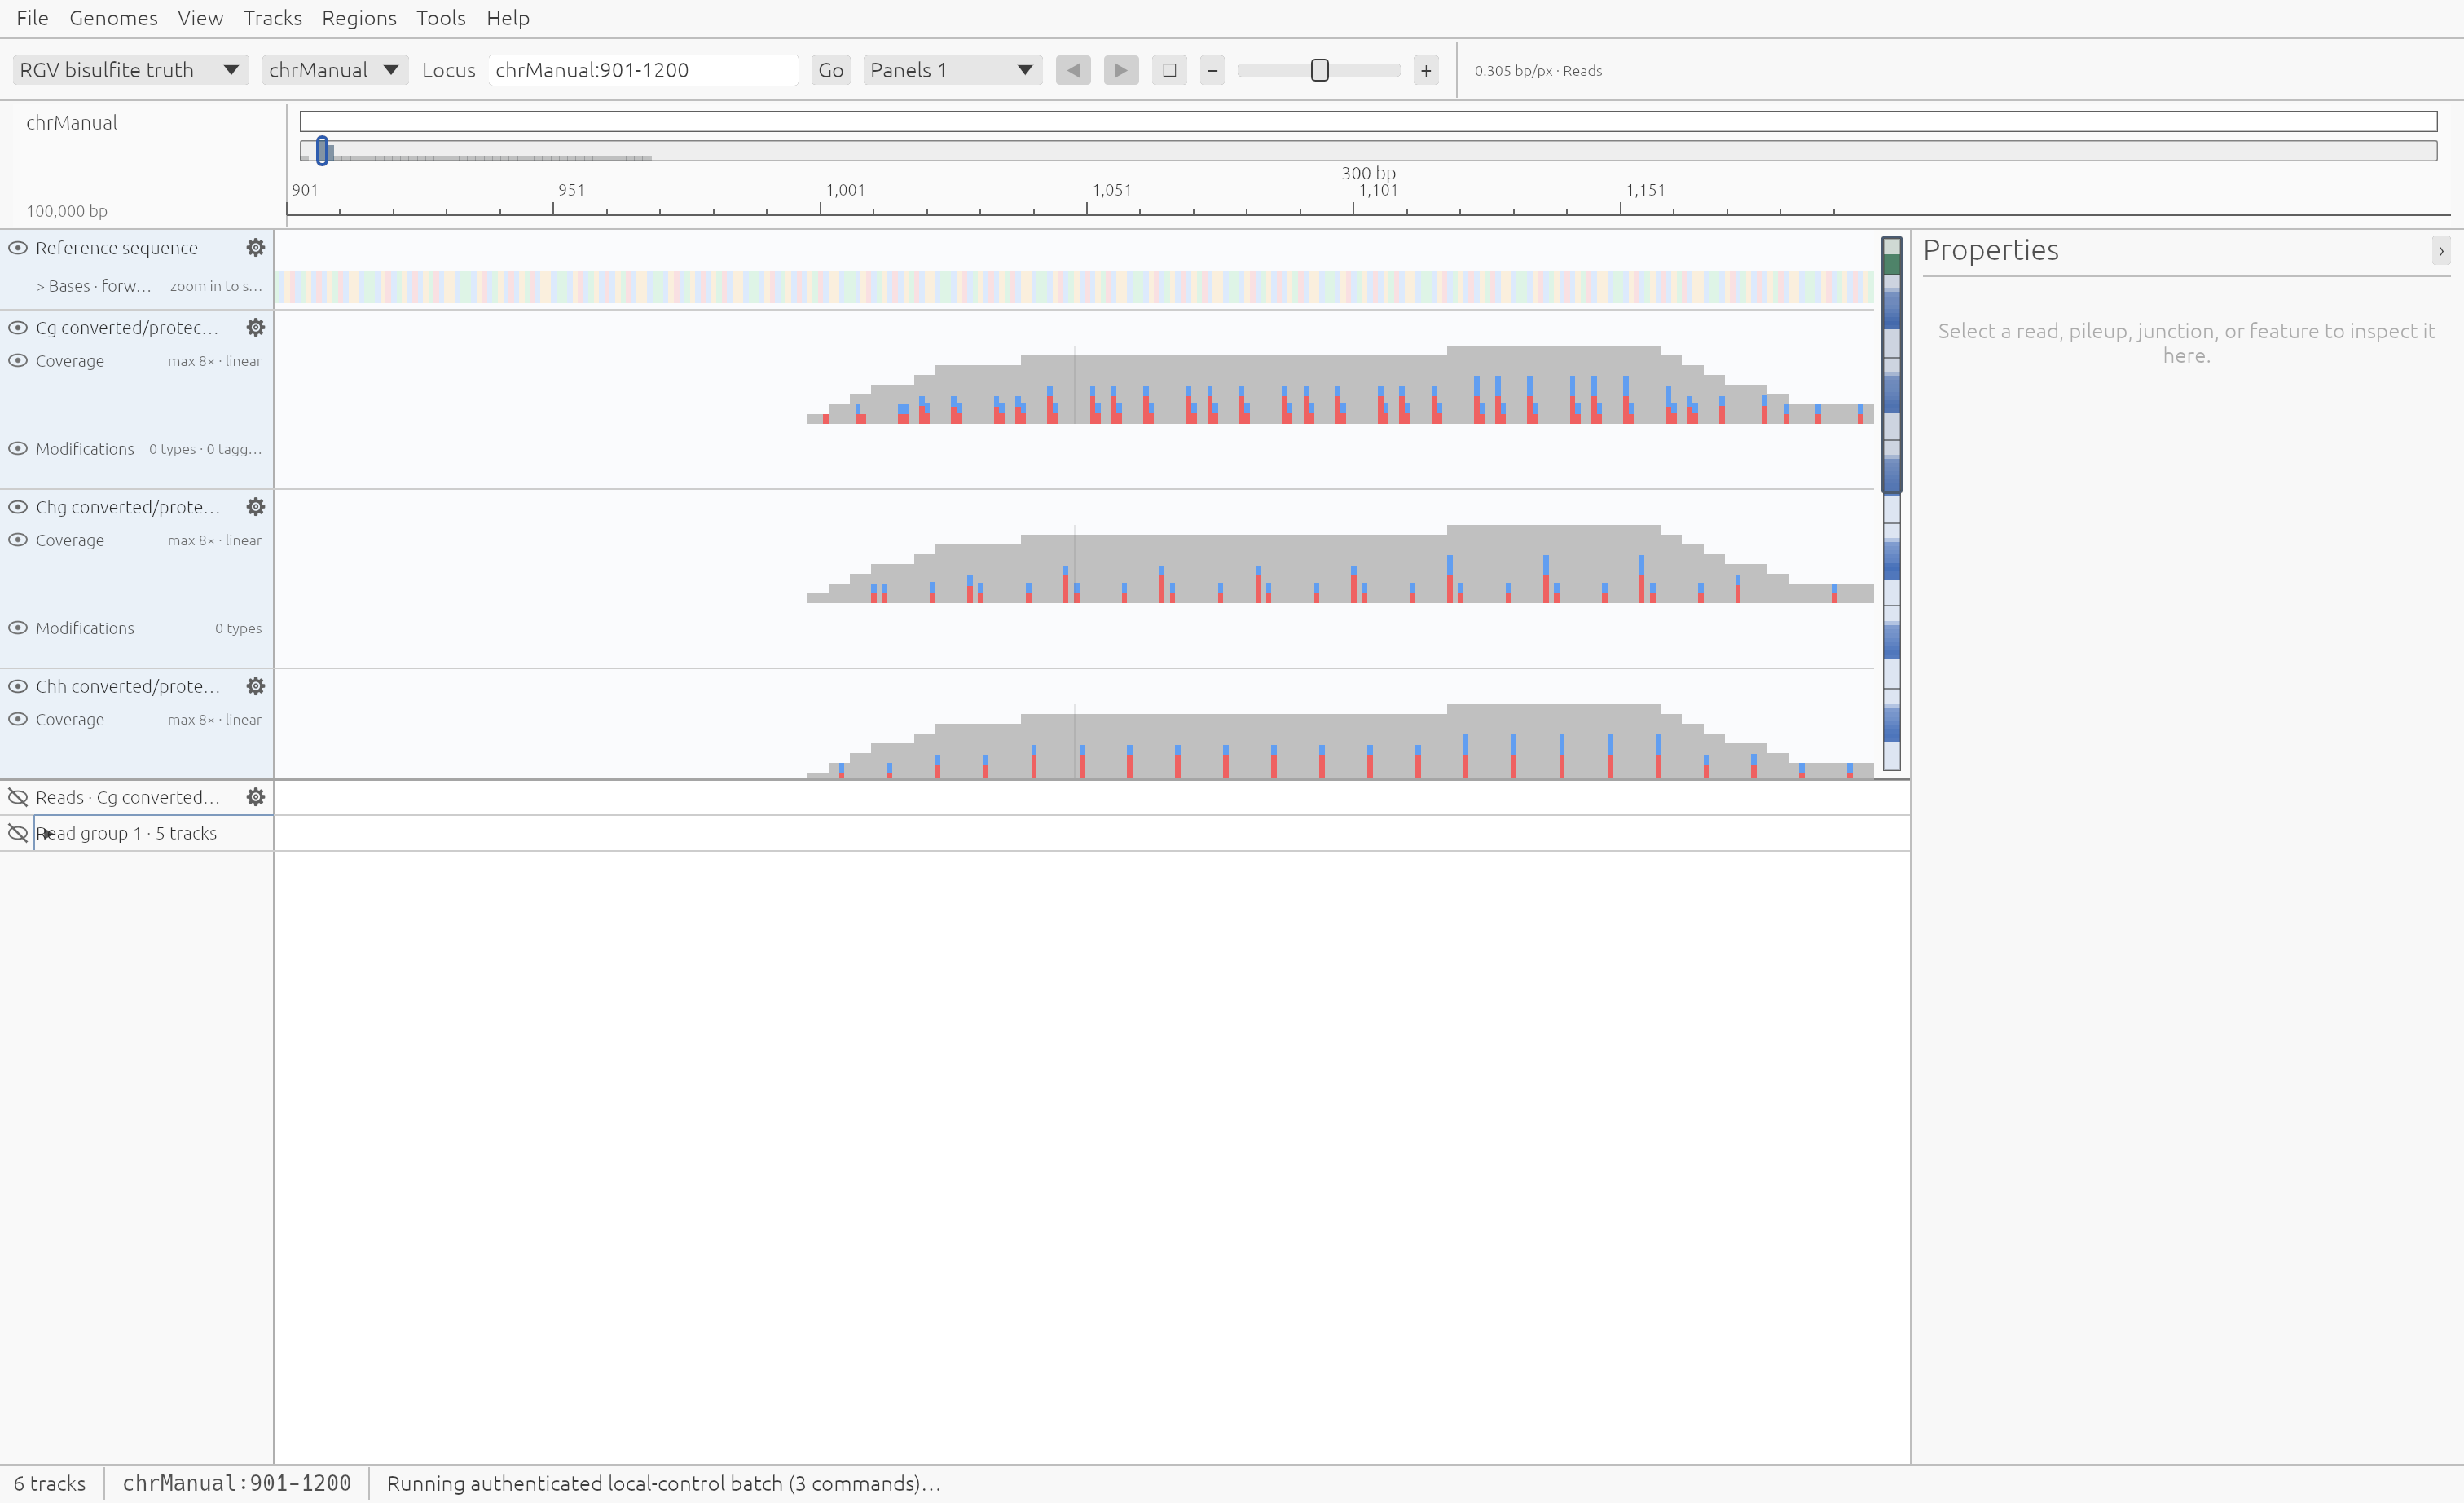 File Genomes View Tracks Regions Tools Help
RGV bisulfite truth chrManual Locus chrManual:901-1200 Go Panels 1 − + 0.305 bp/px · Reads
chrManual
300 bp
901 951 1,001 1,051 1,101 1,151
100,000 bp
Reference sequence
> Bases · forw… zoom in to s…
Cg converted/protec…
Coverage max 8× · linear
Modifications 0 types · 0 tagg…
Chg converted/prote…
Coverage max 8× · linear
Modifications 0 types
Chh converted/prote…
Coverage max 8× · linear
Reads · Cg converted…
Read group 1 · 5 tracks
Properties ›
Select a read, pileup, junction, or feature to inspect it
here.
6 tracks chrManual:901-1200 Running authenticated local-control batch (3 commands)…